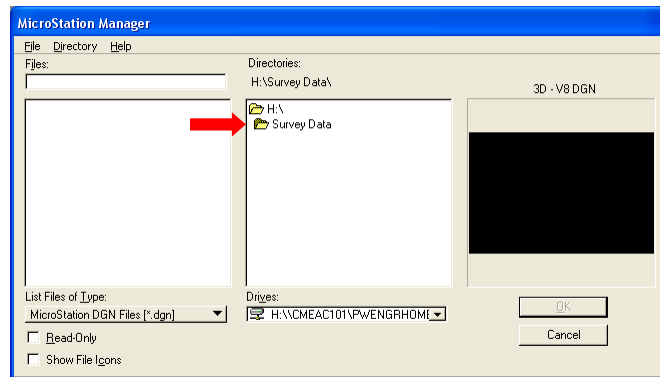 MicroStation Manager
File Directory Help
Files:
Directories:
H:\Survey Data\
3D - V8 DGN
H:\
Survey Data
List Files of Type:
MicroStation DGN Files [*.dgn]
Drives:
H:\\CMEAC101\PWENGRHOME
OK
Cancel
Read-Only
Show File Icons